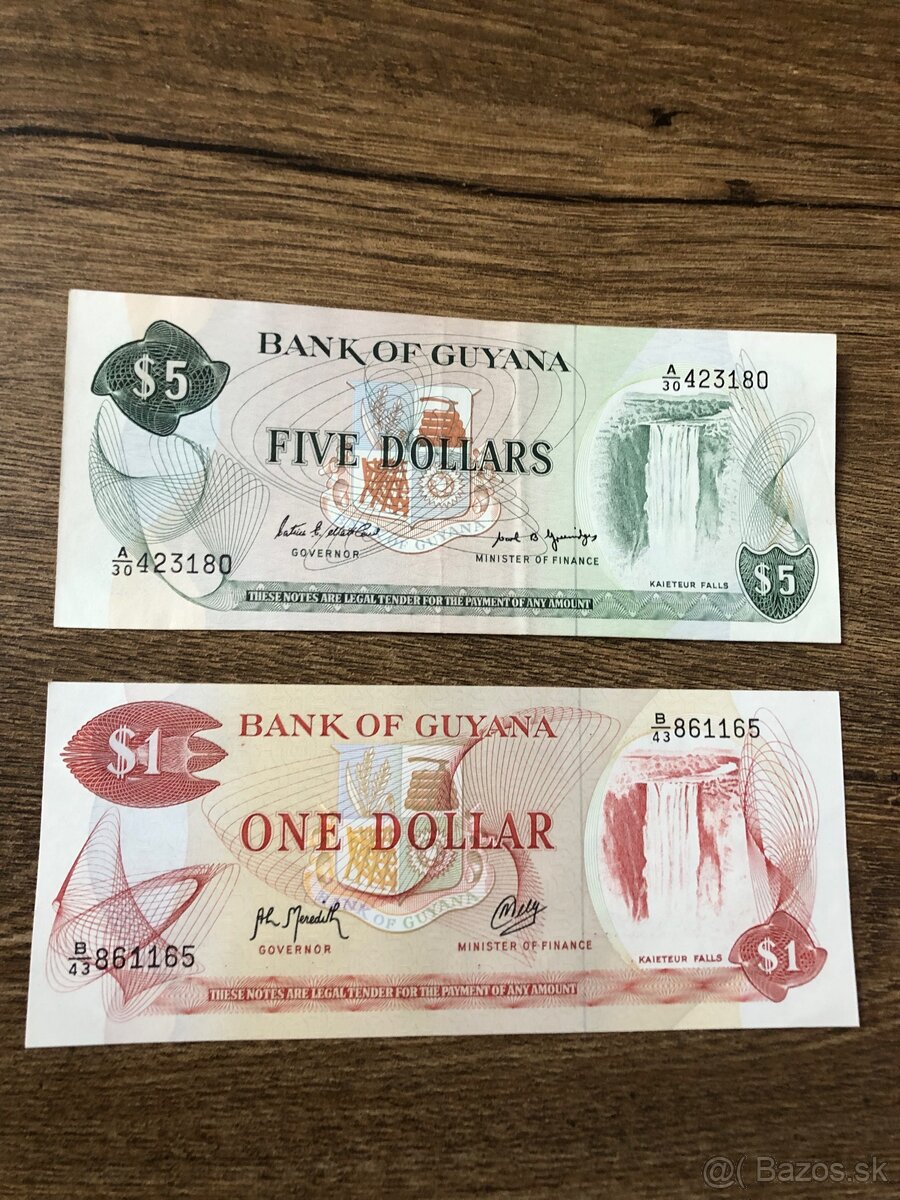 $5
BANK OF GUYANA
A/30 423180
FIVE DOLLARS
GOVERNOR
MINISTER OF FINANCE
A/30 423180
KAIETEUR FALLS
$5
THESE NOTES ARE LEGAL TENDER FOR THE PAYMENT OF ANY AMOUNT
$1
BANK OF GUYANA
B/43 861165
ONE DOLLAR
BANK OF GUYANA
GOVERNOR
MINISTER OF FINANCE
B/43 861165
KAIETEUR FALLS
$1
THESE NOTES ARE LEGAL TENDER FOR THE PAYMENT OF ANY AMOUNT
@( Bazos.sk